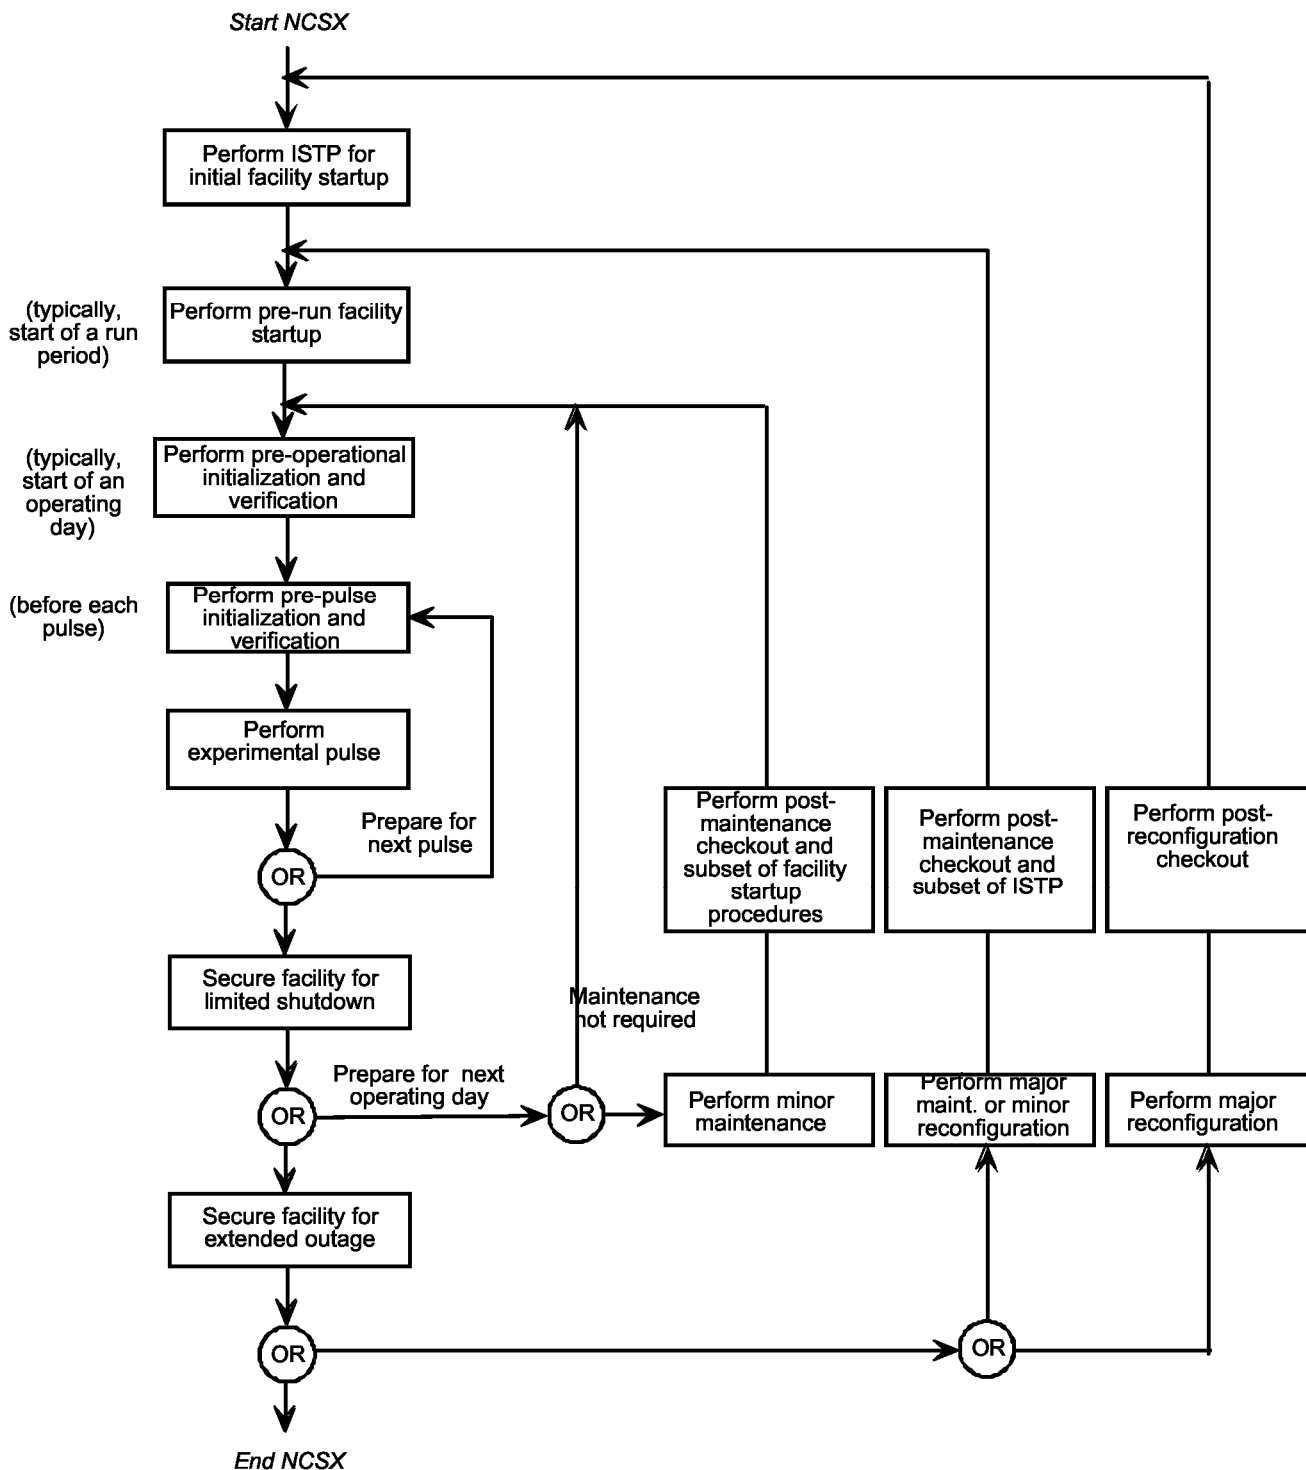 Start NCSX
Perform ISTP for
initial facility startup
(typically,
start of a run
period)
Perform pre-run facility
startup
(typically,
start of an
operating
day)
Perform pre-operational
initialization and
verification
(before each
pulse)
Perform pre-pulse
initialization and
verification
Perform
experimental pulse
Prepare for
next pulse
OR
Perform post-
maintenance
checkout and
subset of facility
startup
procedures
Perform post-
maintenance
checkout and
subset of ISTP
Perform post-
reconfiguration
checkout
Secure facility for
limited shutdown
Maintenance
not required
Prepare for  next
operating day
OR
OR
Perform minor
maintenance
Perform major
maint. or minor
reconfiguration
Perform major
reconfiguration
Secure facility for
extended outage
OR
OR
End NCSX